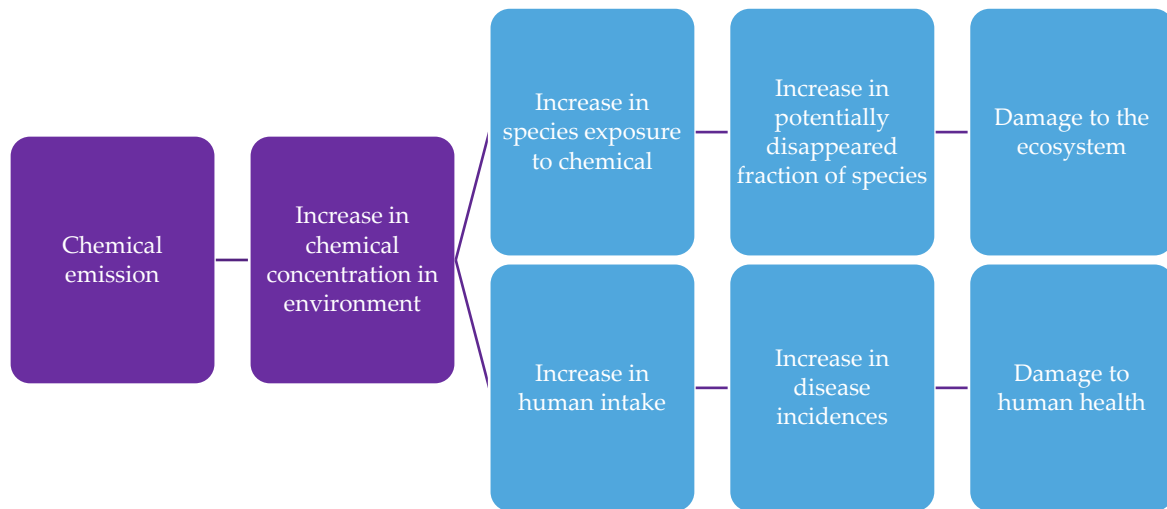 Chemical
emission
Increase in
chemical
concentration in
environment
Increase in
species exposure
to chemical
Increase in
potentially
disappeared
fraction of species
Damage to the
ecosystem
Increase in
human intake
Increase in
disease
incidences
Damage to
human health